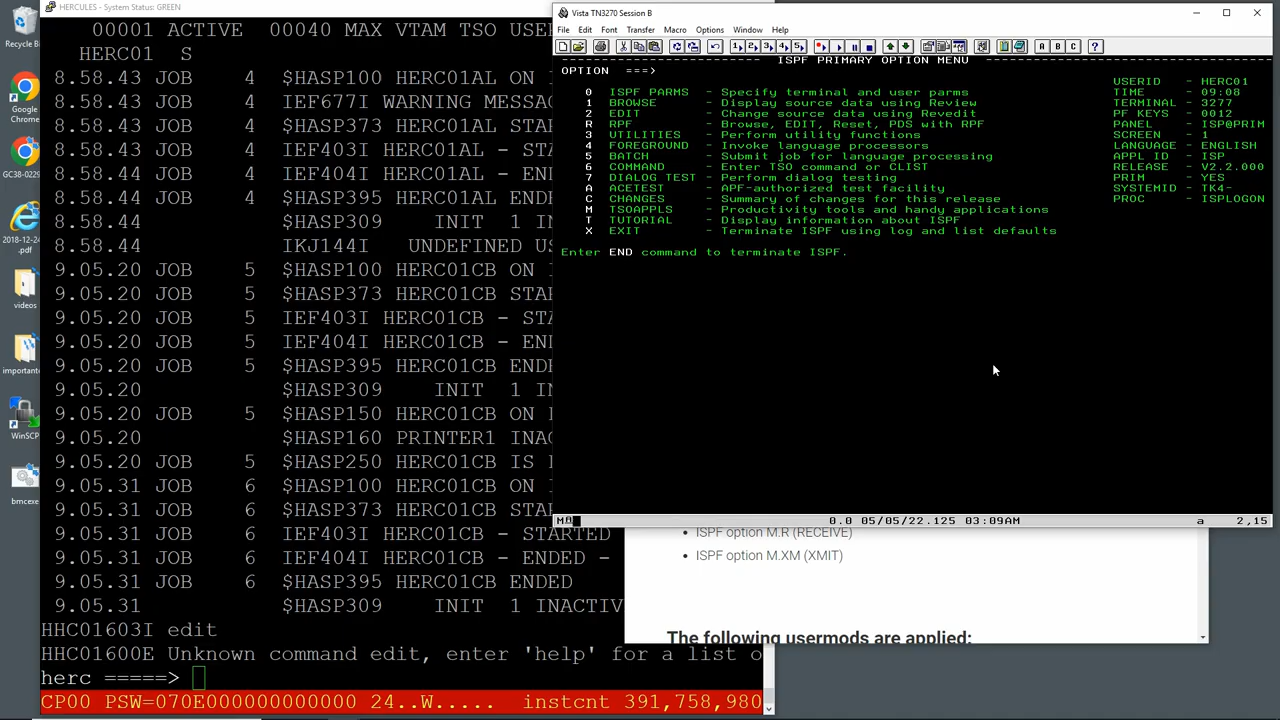 Recycle Bin
Google
Chrome
GC38-0229
2018-12-24
.pdf
videos
important
WinSCP
bmcexe
HERCULES - System Status: GREEN
00001 ACTIVE 00040 MAX VTAM TSO USE
HERC01 S
8.58.43 JOB 4 $HASP100 HERC01AL ON I
8.58.43 JOB 4 IEF677I WARNING MESSAG
8.58.43 JOB 4 $HASP373 HERC01AL STAR
8.58.43 JOB 4 IEF403I HERC01AL - STA
8.58.44 JOB 4 IEF404I HERC01AL - END
8.58.44 JOB 4 $HASP395 HERC01AL ENDE
8.58.44 $HASP309 INIT 1 IN
8.58.44 IKJ144I UNDEFINED US
9.05.20 JOB 5 $HASP100 HERC01CB ON I
9.05.20 JOB 5 $HASP373 HERC01CB STA
9.05.20 JOB 5 IEF403I HERC01CB - STA
9.05.20 JOB 5 IEF404I HERC01CB - END
9.05.20 JOB 5 $HASP395 HERC01CB ENDE
9.05.20 $HASP309 INIT 1 IN
9.05.20 JOB 5 $HASP150 HERC01CB ON
9.05.20 $HASP160 PRINTER1 INAC
9.05.20 JOB 5 $HASP250 HERC01CB IS
9.05.31 JOB 6 $HASP100 HERC01CB ON I
9.05.31 JOB 6 $HASP373 HERC01CB STAR
9.05.31 JOB 6 IEF403I HERC01CB - STARTED
9.05.31 JOB 6 IEF404I HERC01CB - ENDED -
9.05.31 JOB 6 $HASP395 HERC01CB ENDED
9.05.31 $HASP309 INIT 1 INACTIV
HHC01603I edit
HHC01600E Unknown command edit, enter 'help' for a list o
herc =====>
CP00 PSW=070E000000000000 24..W..... instcnt 391,758,980
Vista TN3270 Session B
File Edit Font Transfer Macro Options Window Help
1 2 3 4 5 A B C ?
ISPF PRIMARY OPTION MENU
OPTION ===>
USERID - HERC01
0 ISPF PARMS - Specify terminal and user parms TIME - 09:08
1 BROWSE - Display source data using Review TERMINAL - 3277
2 EDIT - Change source data using Revedit PF KEYS - 0012
R RPF - Browse, EDIT, Reset, PDS with RPF PANEL - ISP@PRIM
3 UTILITIES - Perform utility functions SCREEN - 1
4 FOREGROUND - Invoke language processors LANGUAGE - ENGLISH
5 BATCH - Submit job for language processing APPL ID - ISP
6 COMMAND - Enter TSO command or CLIST RELEASE - V2.2.000
7 DIALOG TEST - Perform dialog testing PRIM - YES
A ACETEST - APF-authorized test facility SYSTEMID - TK4-
C CHANGES - Summary of changes for this release PROC - ISPLOGON
M TSOAPPLS - Productivity tools and handy applications
T TUTORIAL - Display information about ISPF
X EXIT - Terminate ISPF using log and list defaults
Enter END command to terminate ISPF.
0.0 05/05/22.125 03:09AM a 2,15
• ISPF option M.R (RECEIVE)
• ISPF option M.XM (XMIT)
The following usermods are applied: